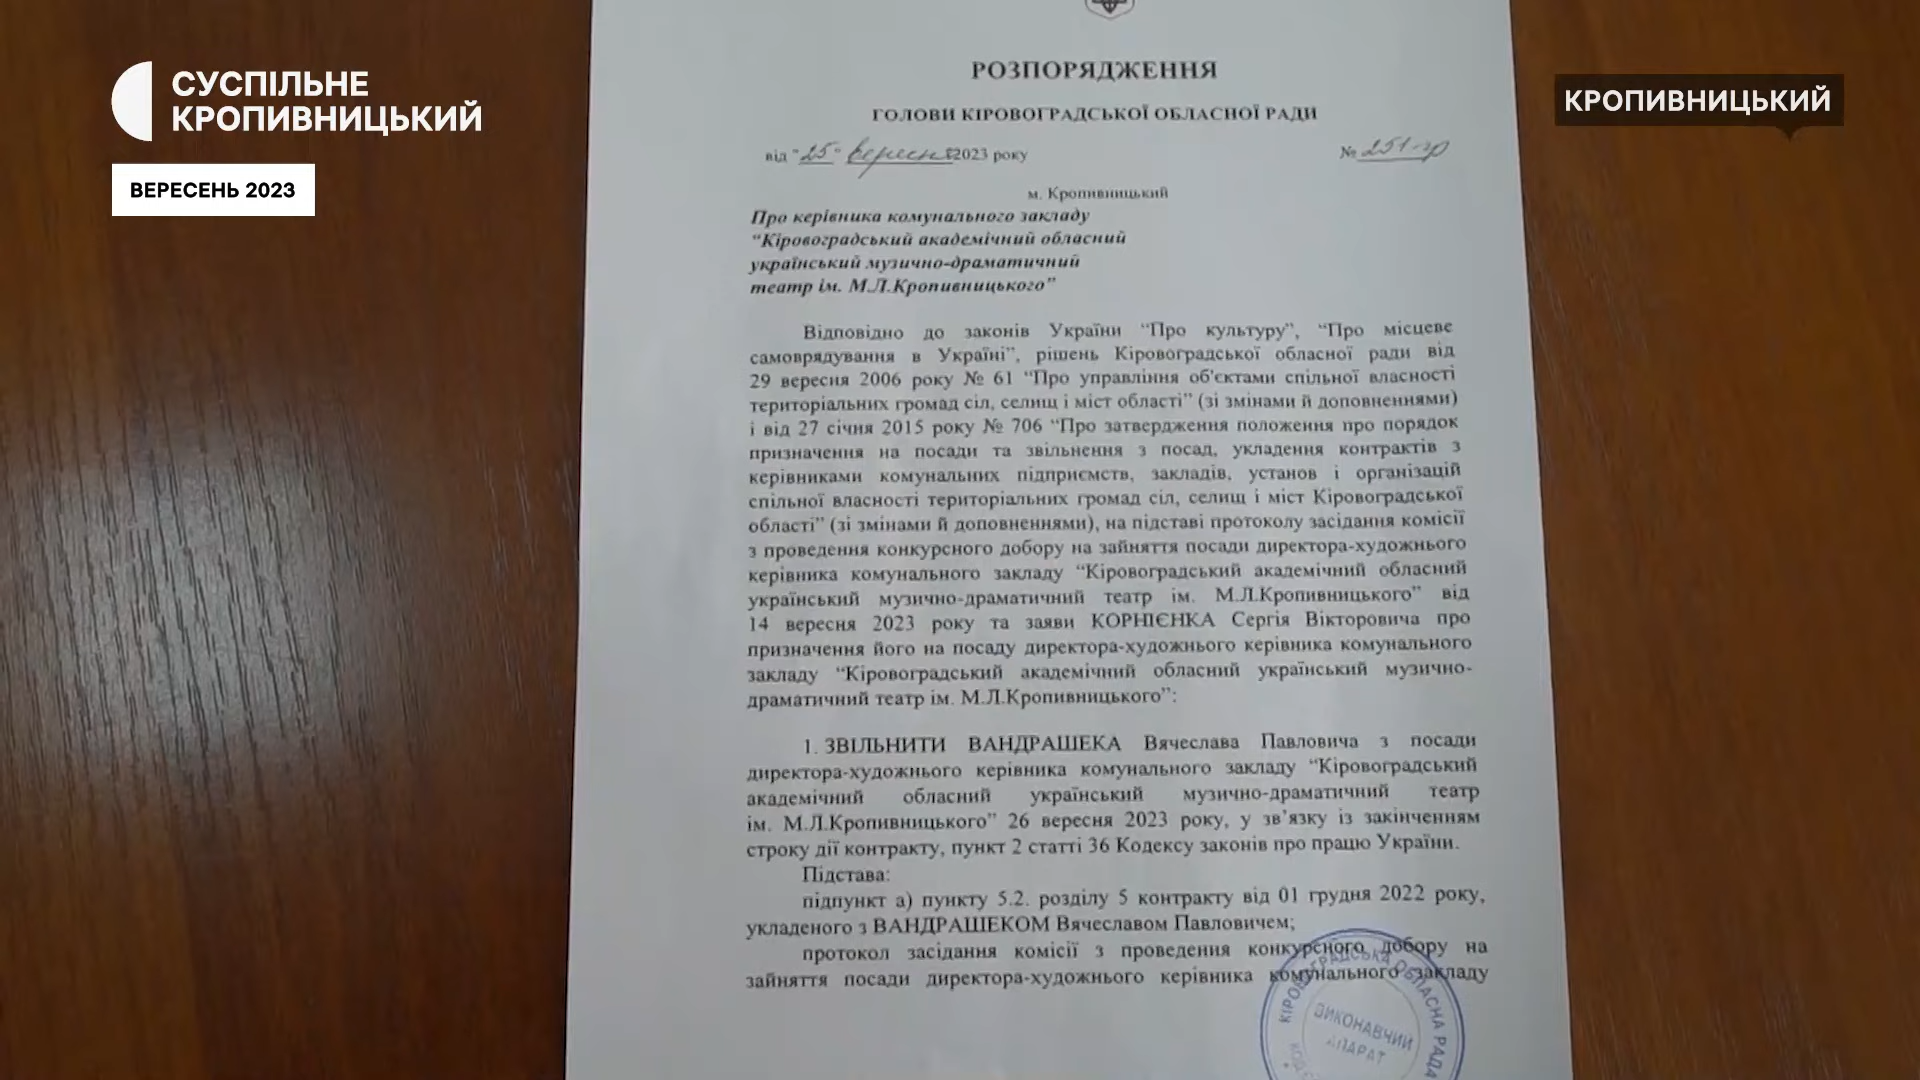 СУСПІЛЬНЕ
КРОПИВНИЦЬКИЙ
ВЕРЕСЕНЬ 2023
КРОПИВНИЦЬКИЙ
РОЗПОРЯДЖЕННЯ
ГОЛОВИ КІРОВОГРАДСЬКОЇ ОБЛАСНОЇ РАДИ
від "25" вересня 2023 року № 251-гр
м. Кропивницький
Про керівника комунального закладу
“Кіровоградський академічний обласний
український музично-драматичний
театр ім. М.Л.Кропивницького”
Відповідно до законів України “Про культуру”, “Про місцеве
самоврядування в Україні”, рішень Кіровоградської обласної ради від
29 вересня 2006 року № 61 “Про управління об'єктами спільної власності
територіальних громад сіл, селищ і міст області” (зі змінами й доповненнями)
і від 27 січня 2015 року № 706 “Про затвердження положення про порядок
призначення на посади та звільнення з посад, укладення контрактів з
керівниками комунальних підприємств, закладів, установ і організацій
спільної власності територіальних громад сіл, селищ і міст Кіровоградської
області” (зі змінами й доповненнями), на підставі протоколу засідання комісії
з проведення конкурсного добору на зайняття посади директора-художнього
керівника комунального закладу “Кіровоградський академічний обласний
український музично-драматичний театр ім. М.Л.Кропивницького” від
14 вересня 2023 року та заяви КОРНІЄНКА Сергія Вікторовича про
призначення його на посаду директора-художнього керівника комунального
закладу “Кіровоградський академічний обласний український музично-
драматичний театр ім. М.Л.Кропивницького”:
1. ЗВІЛЬНИТИ ВАНДРАШЕКА Вячеслава Павловича з посади
директора-художнього керівника комунального закладу “Кіровоградський
академічний обласний український музично-драматичний театр
ім. М.Л.Кропивницького” 26 вересня 2023 року, у зв’язку із закінченням
строку дії контракту, пункт 2 статті 36 Кодексу законів про працю України.
Підстава:
підпункт а) пункту 5.2. розділу 5 контракту від 01 грудня 2022 року,
укладеного з ВАНДРАШЕКОМ Вячеславом Павловичем;
протокол засідання комісії з проведення конкурсного добору на
зайняття посади директора-художнього керівника комунального закладу
КІРОВОГРАДСЬКА ОБЛАСНА РАДА
ВИКОНАВЧИЙ
АПАРАТ